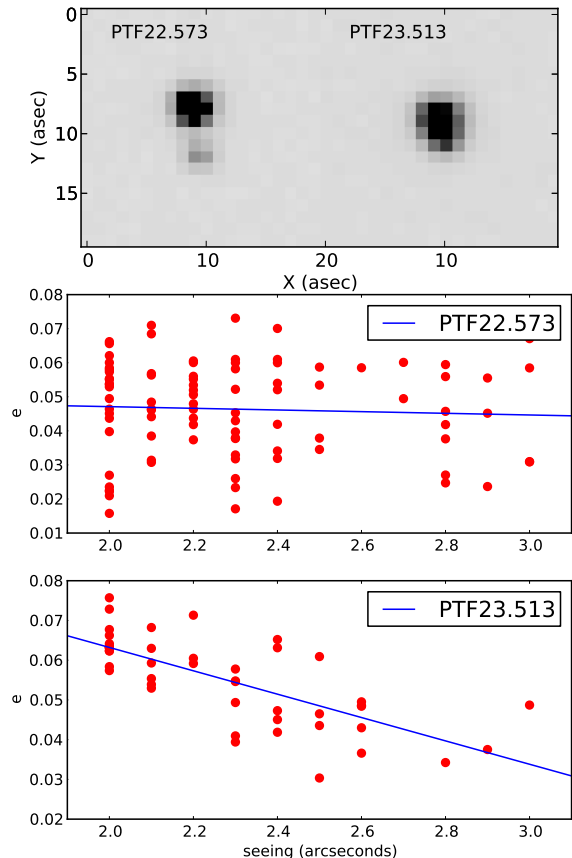 PTF22.573 PTF23.513
0
5
10
15
Y (asec)
0 10 20 10
X (asec)
0.08
0.07
0.06
0.05
0.04
0.03
0.02
0.01
e
PTF22.573
2.0 2.2 2.4 2.6 2.8 3.0
0.08
0.07
0.06
0.05
0.04
0.03
0.02
e
PTF23.513
2.0 2.2 2.4 2.6 2.8 3.0
seeing (arcseconds)